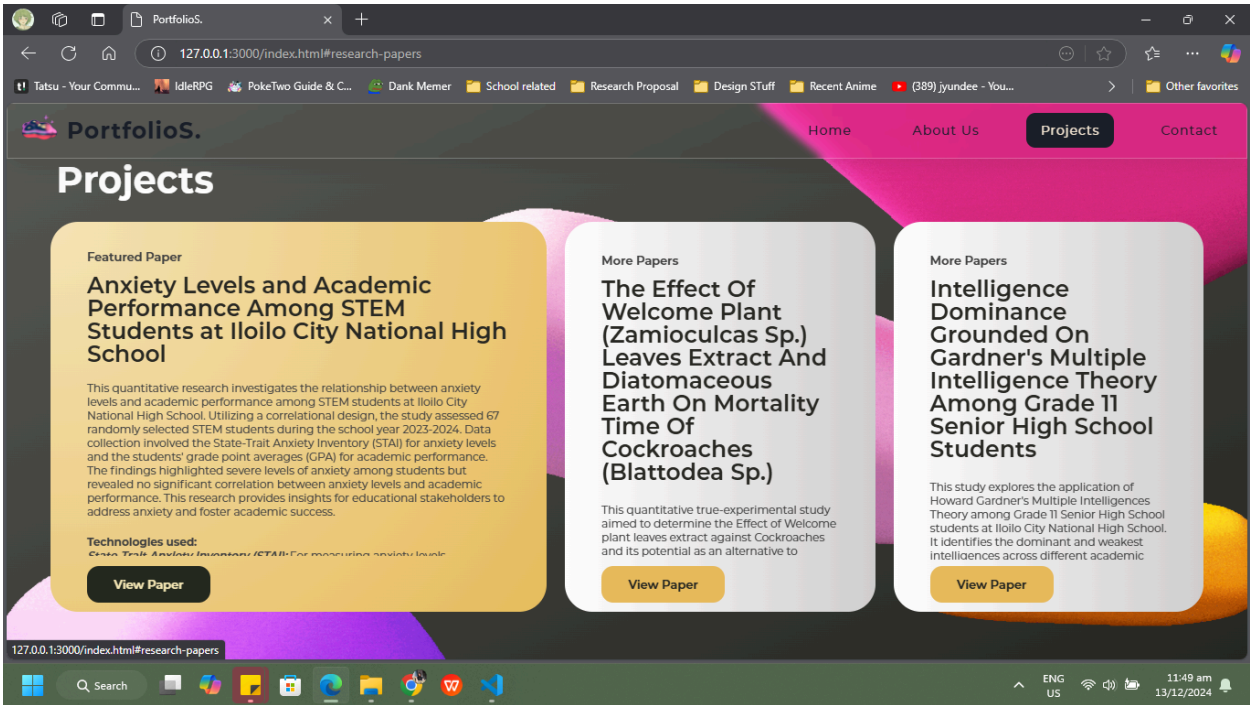 PortfolioS.
127.0.0.1:3000/index.html#research-papers
Tatsu - Your Commu...
IdleRPG
PokeTwo Guide & C...
Dank Memer
School related
Research Proposal
Design STuff
Recent Anime
(389) jyundee - You...
Other favorites
PortfolioS.
Home
About Us
Projects
Contact
Projects
Featured Paper
Anxiety Levels and Academic
Performance Among STEM
Students at Iloilo City National High
School
This quantitative research investigates the relationship between anxiety
levels and academic performance among STEM students at Iloilo City
National High School. Utilizing a correlational design, the study assessed 67
randomly selected STEM students during the school year 2023-2024. Data
collection involved the State-Trait Anxiety Inventory (STAI) for anxiety levels
and the students' grade point averages (GPA) for academic performance.
The findings highlighted severe levels of anxiety among students but
revealed no significant correlation between anxiety levels and academic
performance. This research provides insights for educational stakeholders to
address anxiety and foster academic success.
Technologies used:
State-Trait Anxiety Inventory (STAI): For measuring anxiety levels
View Paper
More Papers
The Effect Of
Welcome Plant
(Zamioculcas Sp.)
Leaves Extract And
Diatomaceous
Earth On Mortality
Time Of
Cockroaches
(Blattodea Sp.)
This quantitative true-experimental study
aimed to determine the Effect of Welcome
plant leaves extract against Cockroaches
and its potential as an alternative to
View Paper
More Papers
Intelligence
Dominance
Grounded On
Gardner's Multiple
Intelligence Theory
Among Grade 11
Senior High School
Students
This study explores the application of
Howard Gardner's Multiple Intelligences
Theory among Grade 11 Senior High School
students at Iloilo City National High School.
It identifies the dominant and weakest
intelligences across different academic
View Paper
127.0.0.1:3000/index.html#research-papers
Search
ENG
US
11:49 am
13/12/2024